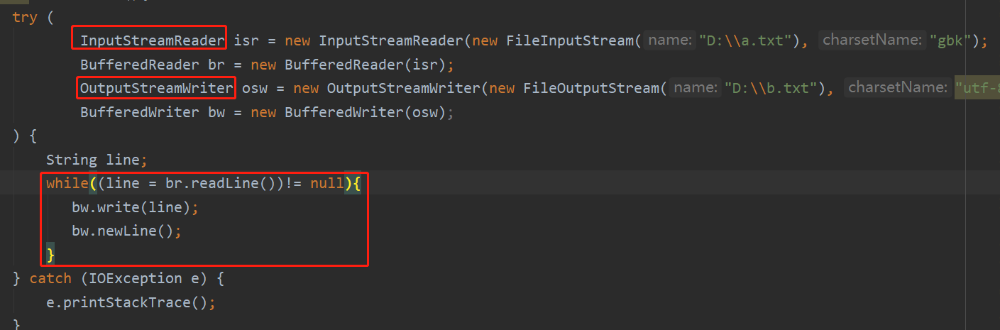 try (
InputStreamReader isr = new InputStreamReader(new FileInputStream( name: "D:\\a.txt"), charsetName: "gbk");
BufferedReader br = new BufferedReader(isr);
OutputStreamWriter osw = new OutputStreamWriter(new FileOutputStream( name: "D:\\b.txt"), charsetName: "utf-8
BufferedWriter bw = new BufferedWriter(osw);
) {
String line;
while((line = br.readLine())!= null){
bw.write(line);
bw.newLine();
}
} catch (IOException e) {
e.printStackTrace();
}